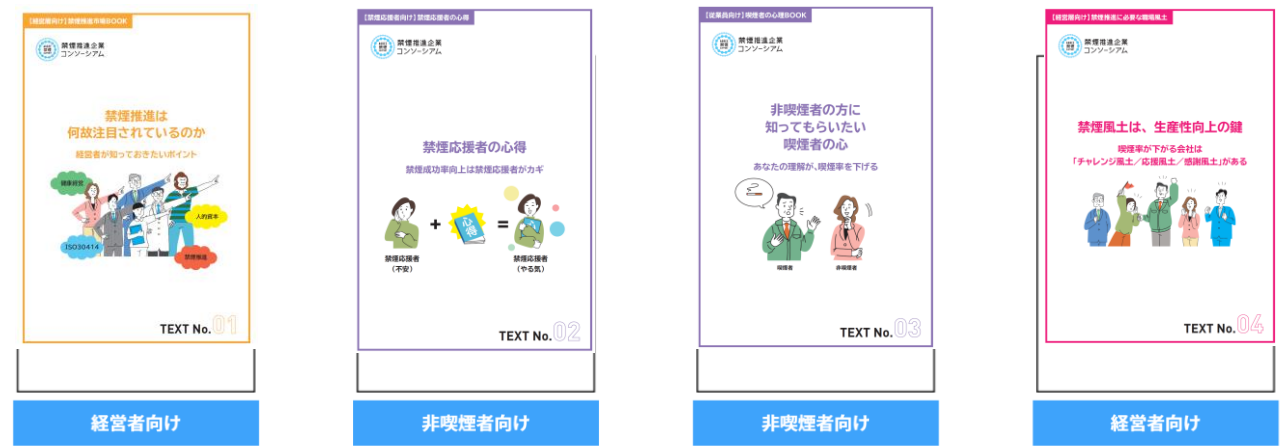 【経営層向け】禁煙推進市場BOOK
禁煙推進企業
コンソーシアム
禁煙推進は
何故注目されているのか
経営者が知っておきたいポイント
健康経営
人的資本
ISO30414
禁煙推進
TEXT No.01
経営者向け
【禁煙応援者向け】禁煙応援者の心得
禁煙推進企業
コンソーシアム
禁煙応援者の心得
禁煙成功率向上は禁煙応援者がカギ
+
心得
=
禁煙応援者
（不安）
禁煙応援者
（やる気）
TEXT No.02
非喫煙者向け
【従業員向け】喫煙者の心理BOOK
禁煙推進企業
コンソーシアム
非喫煙者の方に
知ってもらいたい
喫煙者の心
あなたの理解が、喫煙率を下げる
喫煙者
非喫煙者
TEXT No.03
非喫煙者向け
【経営層向け】禁煙推進に必要な職場風土
禁煙推進企業
コンソーシアム
禁煙風土は、生産性向上の鍵
喫煙率が下がる会社は
「チャレンジ風土／応援風土／感謝風土」がある
TEXT No.04
経営者向け